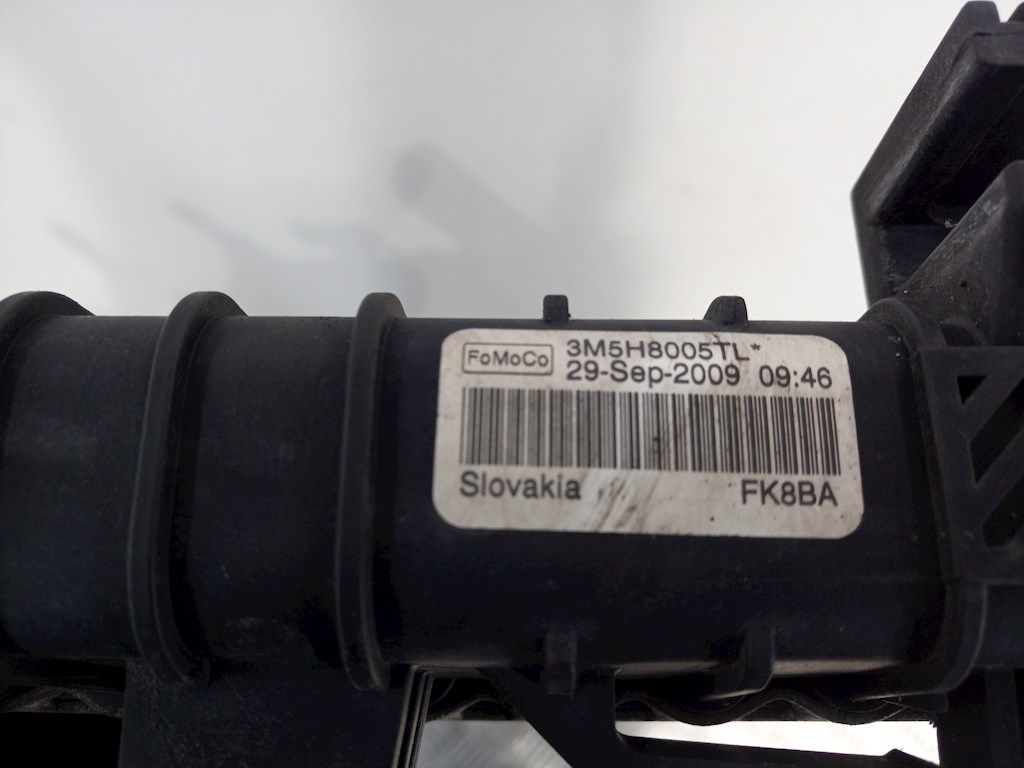 FoMoCo
3M5H8005TL*
29-Sep-2009 09:46
Slovakia FK8BA